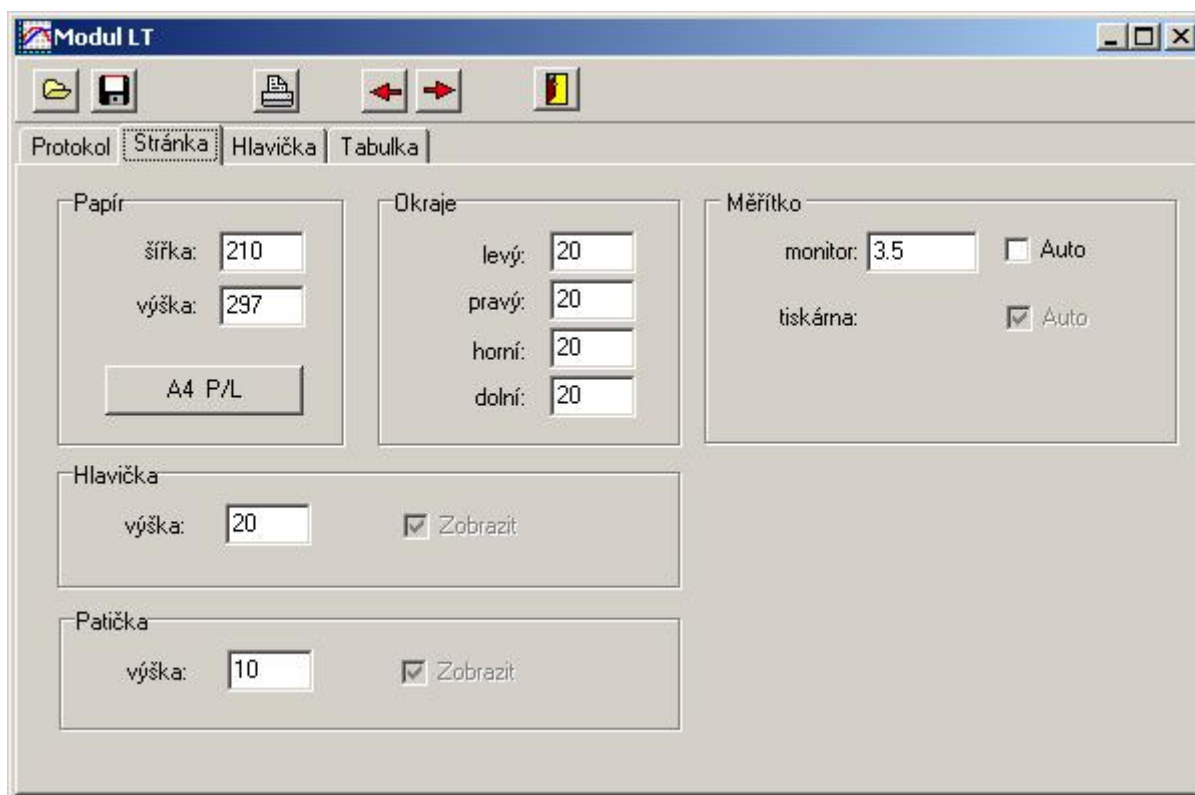 Modul LT
Protokol Stránka Hlavička Tabulka
Papír
šířka: 210
výška: 297
A4 P/L
Okraje
levý: 20
pravý: 20
horní: 20
dolní: 20
Měřítko
monitor: 3.5 Auto
tiskárna: Auto
Hlavička
výška: 20 Zobrazit
Patička
výška: 10 Zobrazit